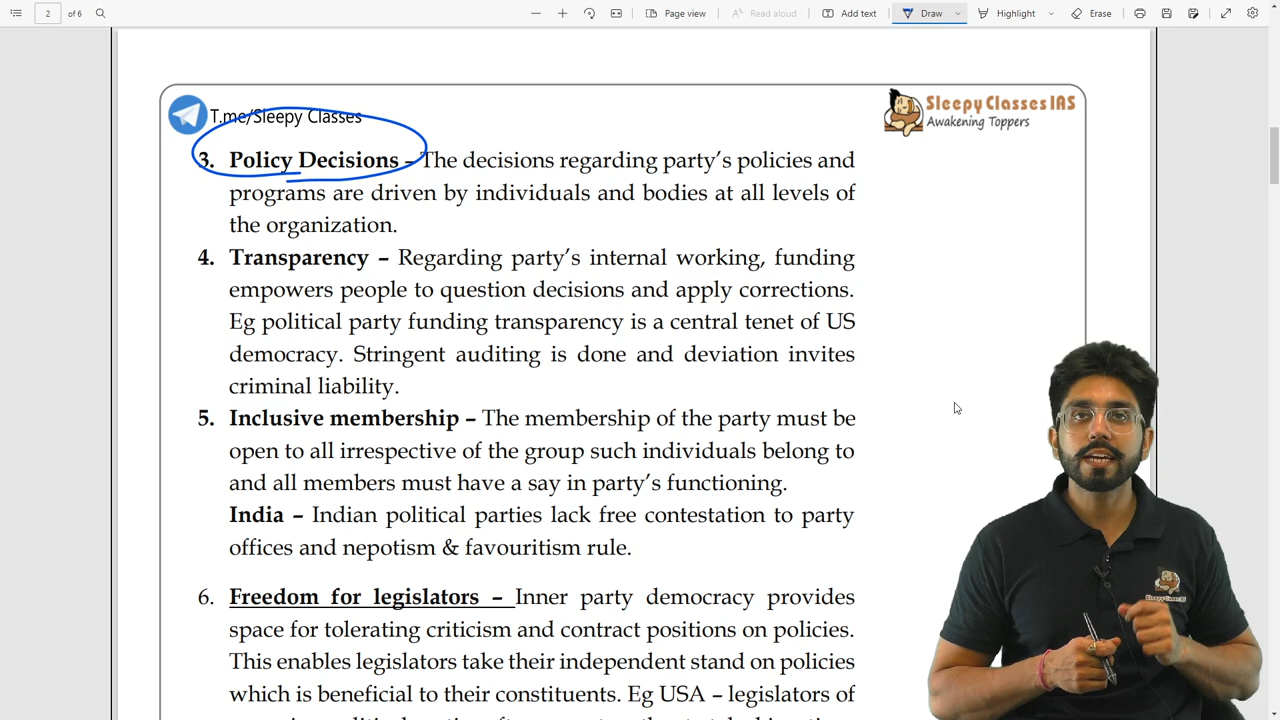 2 of 6 Page view Read aloud Add text Draw Highlight Erase
T.me/Sleepy Classes
Sleepy Classes IAS
Awakening Toppers
3. Policy Decisions – The decisions regarding party's policies and
programs are driven by individuals and bodies at all levels of
the organization.
4. Transparency – Regarding party's internal working, funding
empowers people to question decisions and apply corrections.
Eg political party funding transparency is a central tenet of US
democracy. Stringent auditing is done and deviation invites
criminal liability.
5. Inclusive membership – The membership of the party must be
open to all irrespective of the group such individuals belong to
and all members must have a say in party's functioning.
India – Indian political parties lack free contestation to party
offices and nepotism & favouritism rule.
6. Freedom for legislators – Inner party democracy provides
space for tolerating criticism and contract positions on policies.
This enables legislators take their independent stand on policies
which is beneficial to their constituents. Eg USA – legislators of